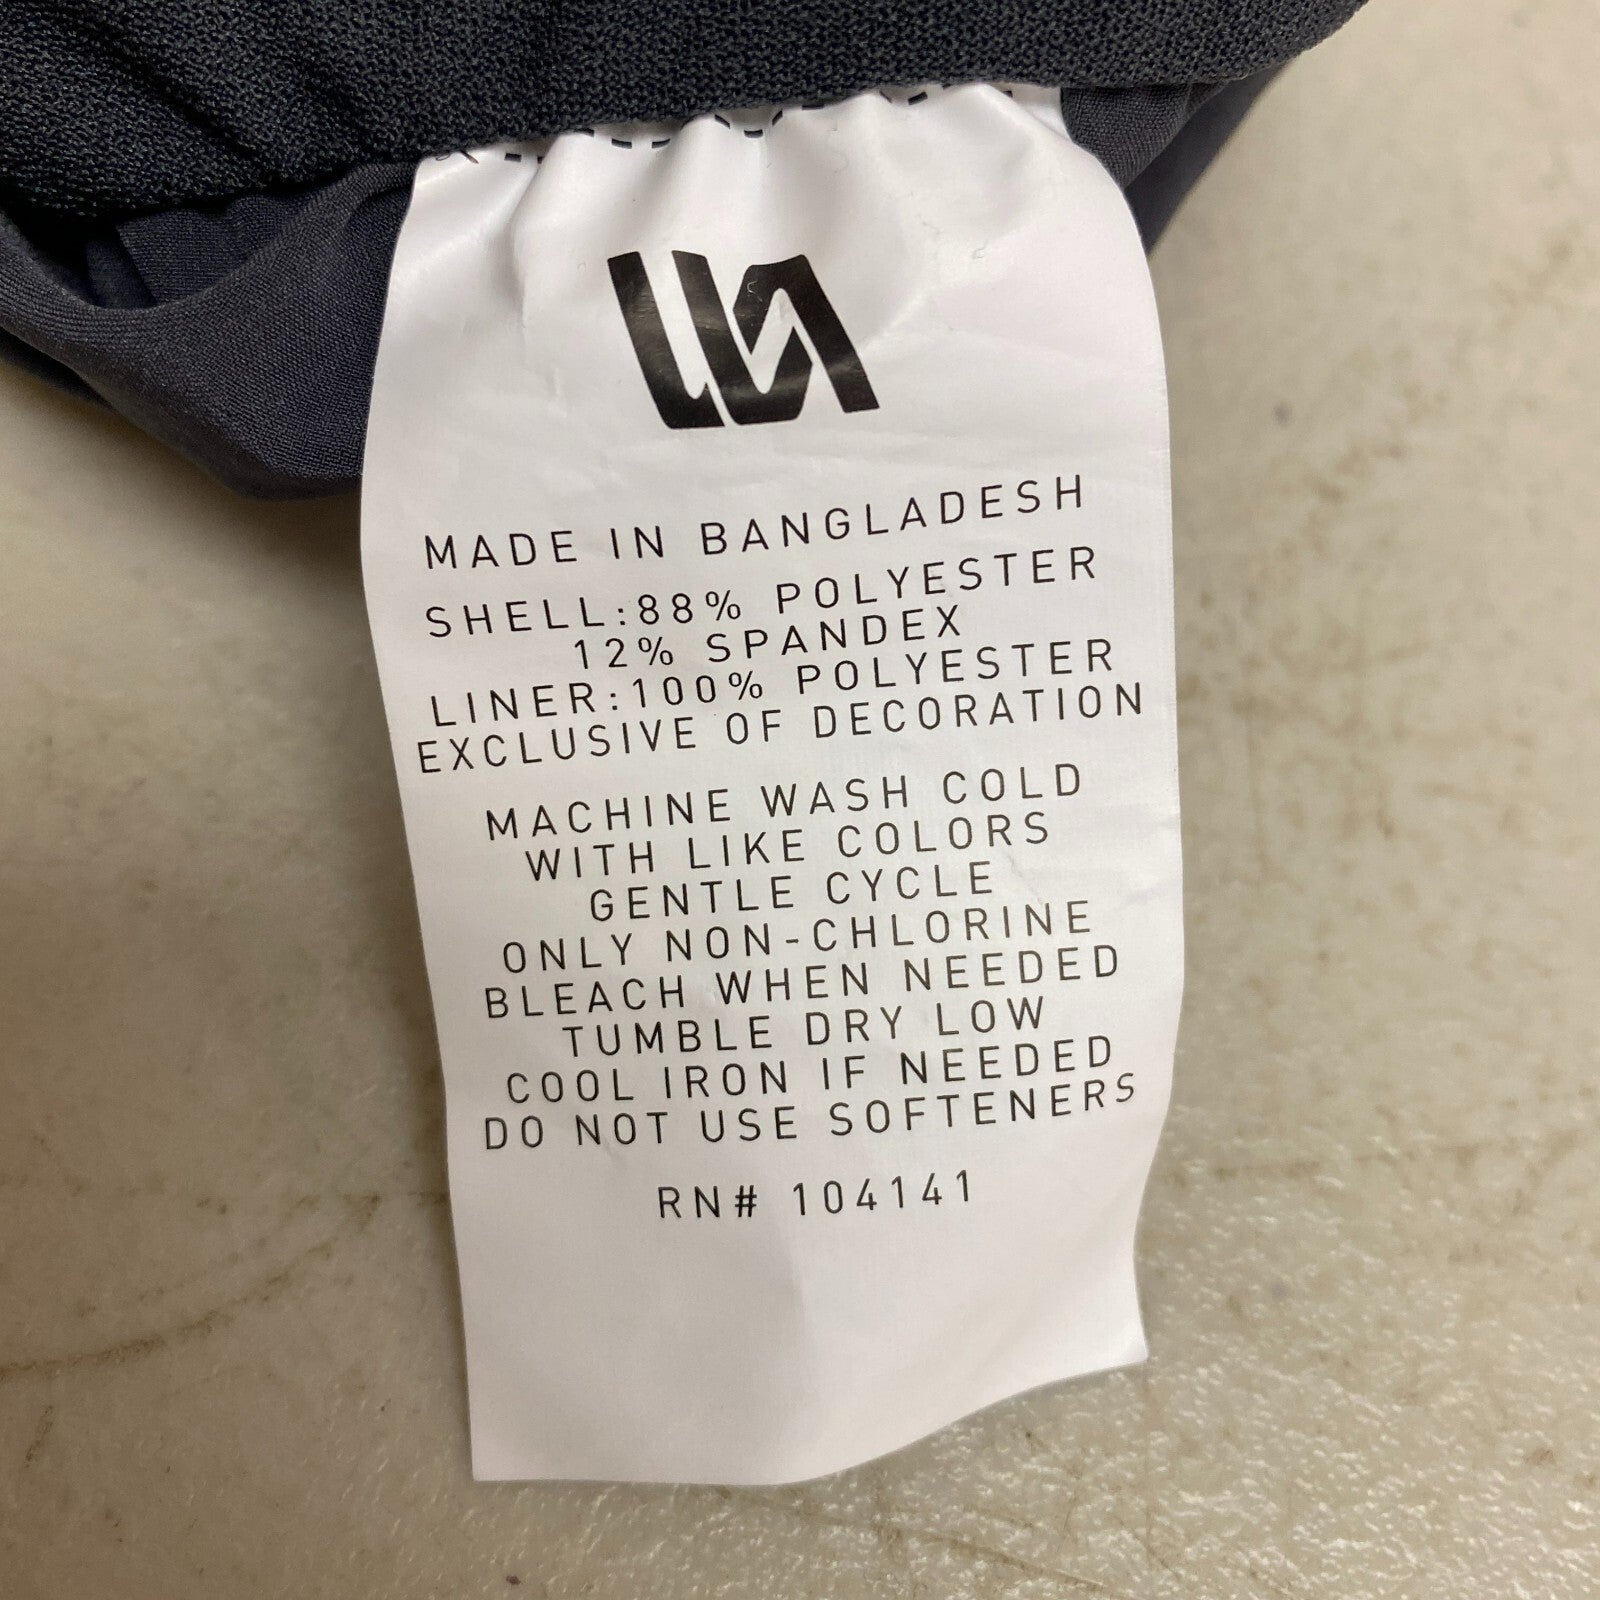 MADE IN BANGLADESH
SHELL:88% POLYESTER
12% SPANDEX
LINER:100% POLYESTER
EXCLUSIVE OF DECORATION
MACHINE WASH COLD
WITH LIKE COLORS
GENTLE CYCLE
ONLY NON-CHLORINE
BLEACH WHEN NEEDED
TUMBLE DRY LOW
COOL IRON IF NEEDED
DO NOT USE SOFTENERS
RN# 104141